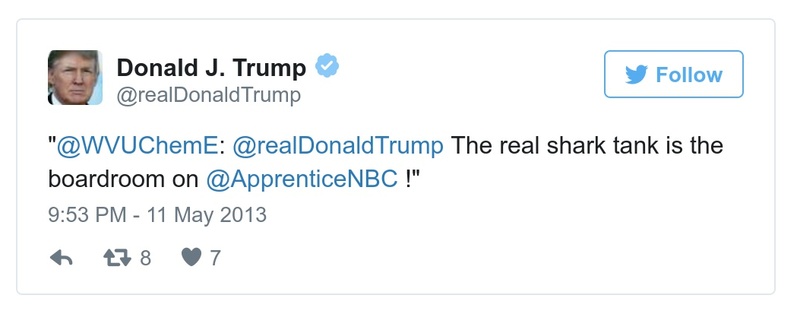 Donald J. Trump
@realDonaldTrump
Follow
"@WVUChemE: @realDonaldTrump The real shark tank is the
boardroom on @ApprenticeNBC !"
9:53 PM - 11 May 2013
8 7